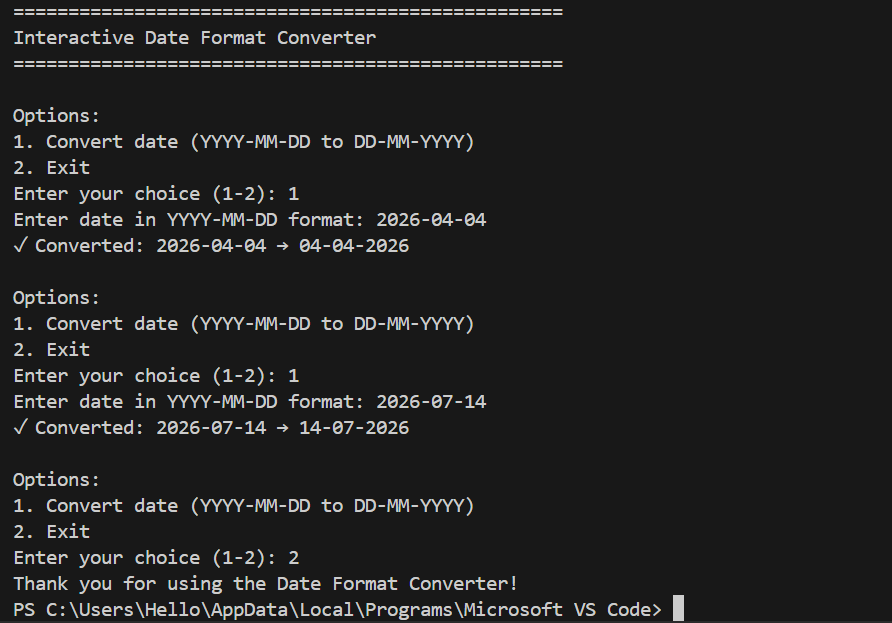 ==================================================
Interactive Date Format Converter
==================================================
Options:
1. Convert date (YYYY-MM-DD to DD-MM-YYYY)
2. Exit
Enter your choice (1-2): 1
Enter date in YYYY-MM-DD format: 2026-04-04
✓ Converted: 2026-04-04 → 04-04-2026
Options:
1. Convert date (YYYY-MM-DD to DD-MM-YYYY)
2. Exit
Enter your choice (1-2): 1
Enter date in YYYY-MM-DD format: 2026-07-14
✓ Converted: 2026-07-14 → 14-07-2026
Options:
1. Convert date (YYYY-MM-DD to DD-MM-YYYY)
2. Exit
Enter your choice (1-2): 2
Thank you for using the Date Format Converter!
PS C:\Users\Hello\AppData\Local\Programs\Microsoft VS Code>